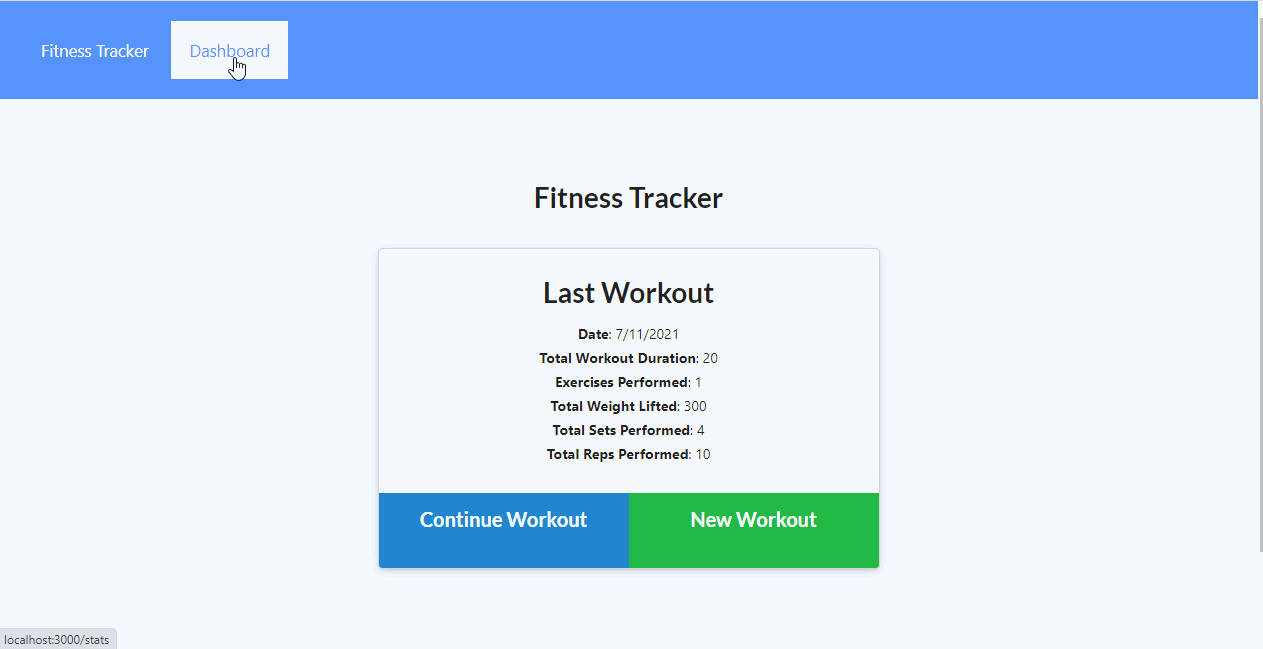 Fitness Tracker Dashboard
Fitness Tracker
Last Workout
Date: 7/11/2021
Total Workout Duration: 20
Exercises Performed: 1
Total Weight Lifted: 300
Total Sets Performed: 4
Total Reps Performed: 10
Continue Workout New Workout
localhost:3000/stats